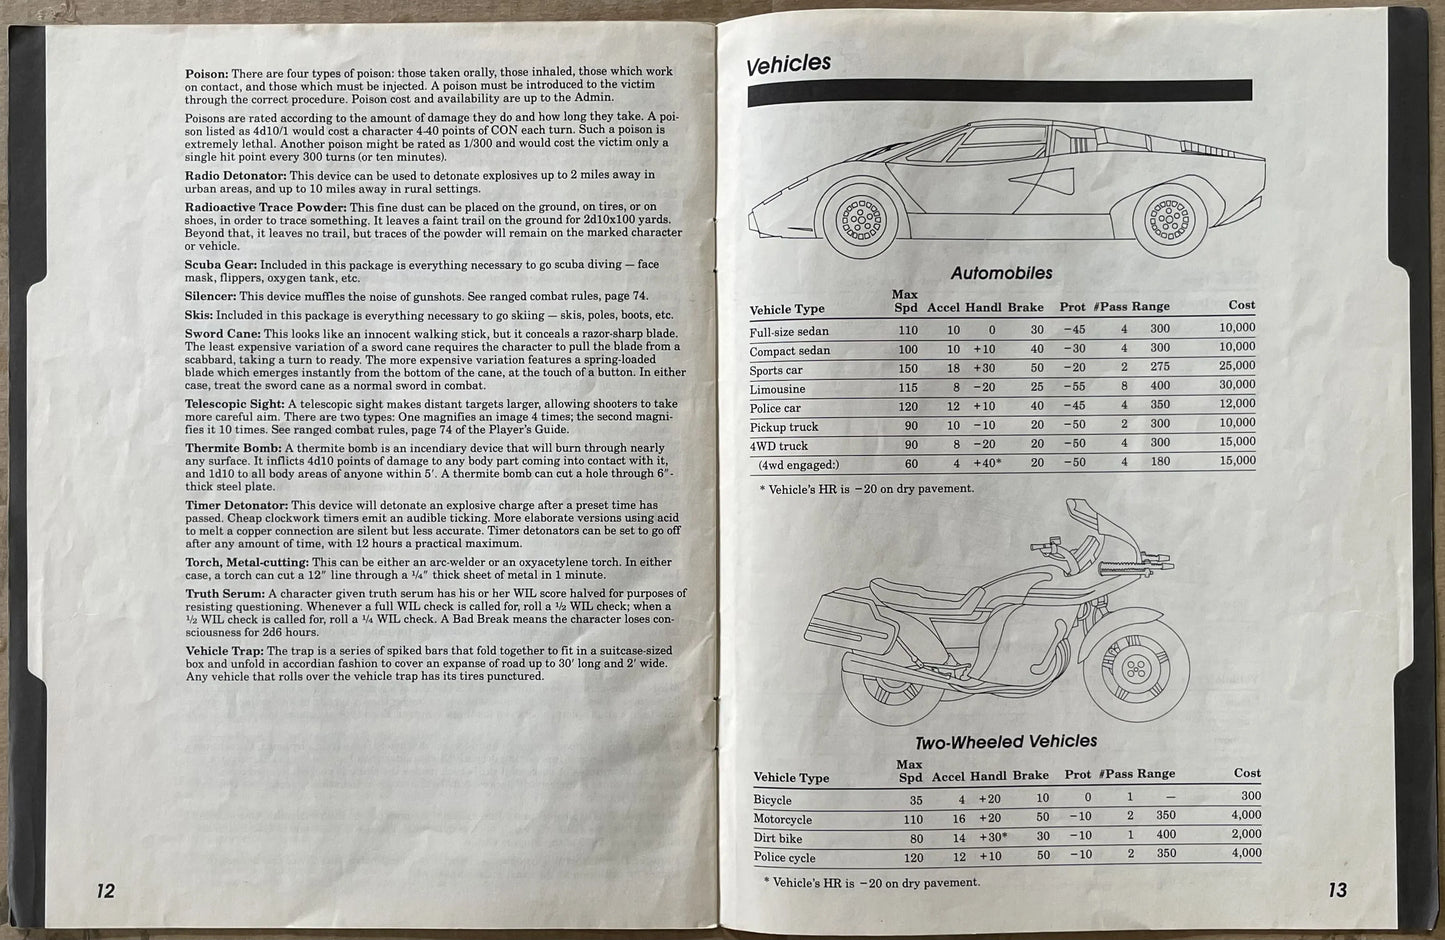 Poison: There are four types of poison: those taken orally, those inhaled, those which work
on contact, and those which must be injected. A poison must be introduced to the victim
through the correct procedure. Poison cost and availability are up to the Admin.
Poisons are rated according to the amount of damage they do and how long they take. A poi-
son listed as 4d10/1 would cost a character 4-40 points of CON each turn. Such a poison is
extremely lethal. Another poison might be rated as 1/300 and would cost the victim only a
single hit point every 300 turns (or ten minutes).
Radio Detonator: This device can be used to detonate explosives up to 2 miles away in
urban areas, and up to 10 miles away in rural settings.
Radioactive Trace Powder: This fine dust can be placed on the ground, on tires, or on
shoes, in order to trace something. It leaves a faint trail on the ground for 2d10x100 yards.
Beyond that, it leaves no trail, but traces of the powder will remain on the marked character
or vehicle.
Scuba Gear: Included in this package is everything necessary to go scuba diving — face
mask, flippers, oxygen tank, etc.
Silencer: This device muffles the noise of gunshots. See ranged combat rules, page 74.
Skis: Included in this package is everything necessary to go skiing — skis, poles, boots, etc.
Sword Cane: This looks like an innocent walking stick, but it conceals a razor-sharp blade.
The least expensive variation of a sword cane requires the character to pull the blade from a
scabbard, taking a turn to ready. The more expensive variation features a spring-loaded
blade which emerges instantly from the bottom of the cane, at the touch of a button. In either
case, treat the sword cane as a normal sword in combat.
Telescopic Sight: A telescopic sight makes distant targets larger, allowing shooters to take
more careful aim. There are two types: One magnifies an image 4 times; the second magni-
fies it 10 times. See ranged combat rules, page 74 of the Player's Guide.
Thermite Bomb: A thermite bomb is an incendiary device that will burn through nearly
any surface. It inflicts 4d10 points of damage to any body part coming into contact with it,
and 1d10 to all body areas of anyone within 5′. A thermite bomb can cut a hole through 6″-
thick steel plate.
Timer Detonator: This device will detonate an explosive charge after a preset time has
passed. Cheap clockwork timers emit an audible ticking. More elaborate versions using acid
to melt a copper connection are silent but less accurate. Timer detonators can be set to go off
after any amount of time, with 12 hours a practical maximum.
Torch, Metal-cutting: This can be either an arc-welder or an oxyacetylene torch. In either
case, a torch can cut a 12″ line through a ¼″ thick sheet of metal in 1 minute.
Truth Serum: A character given truth serum has his or her WIL score halved for purposes of
resisting questioning. Whenever a full WIL check is called for, roll a ½ WIL check; when a
½ WIL check is called for, roll a ¼ WIL check. A Bad Break means the character loses con-
sciousness for 2d6 hours.
Vehicle Trap: The trap is a series of spiked bars that fold together to fit in a suitcase-sized
box and unfold in accordian fashion to cover an expanse of road up to 30′ long and 2′ wide.
Any vehicle that rolls over the vehicle trap has its tires punctured.
12
Vehicles
Automobiles
Max
Vehicle Type Spd Accel Handl Brake Prot #Pass Range Cost
Full-size sedan 110 10 0 30 −45 4 300 10,000
Compact sedan 100 10 +10 40 −30 4 300 10,000
Sports car 150 18 +30 50 −20 2 275 25,000
Limousine 115 8 −20 25 −55 8 400 30,000
Police car 120 12 +10 40 −45 4 350 12,000
Pickup truck 90 10 −10 20 −50 2 300 10,000
4WD truck 90 8 −20 20 −50 4 300 15,000
(4wd engaged:) 60 4 +40* 20 −50 4 180 15,000
* Vehicle's HR is −20 on dry pavement.
Two-Wheeled Vehicles
Max
Vehicle Type Spd Accel Handl Brake Prot #Pass Range Cost
Bicycle 35 4 +20 10 0 1 — 300
Motorcycle 110 16 +20 50 −10 2 350 4,000
Dirt bike 80 14 +30* 30 −10 1 400 2,000
Police cycle 120 12 +10 50 −10 2 350 4,000
* Vehicle's HR is −20 on dry pavement.
13